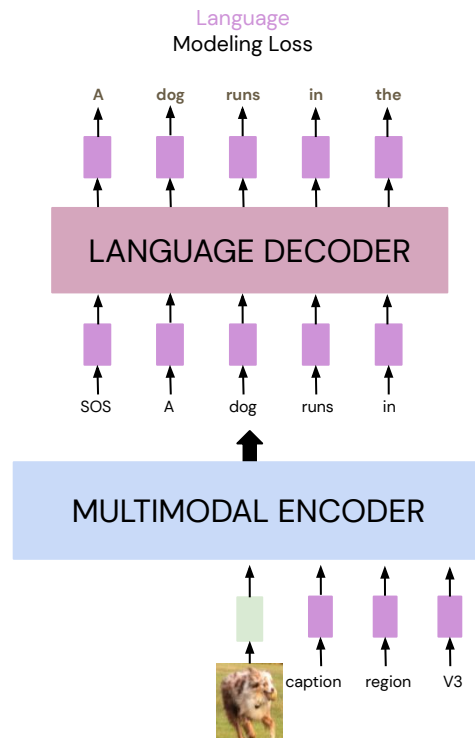 Language
Modeling Loss
A dog runs in the
LANGUAGE DECODER
SOS A dog runs in
MULTIMODAL ENCODER
caption region V3